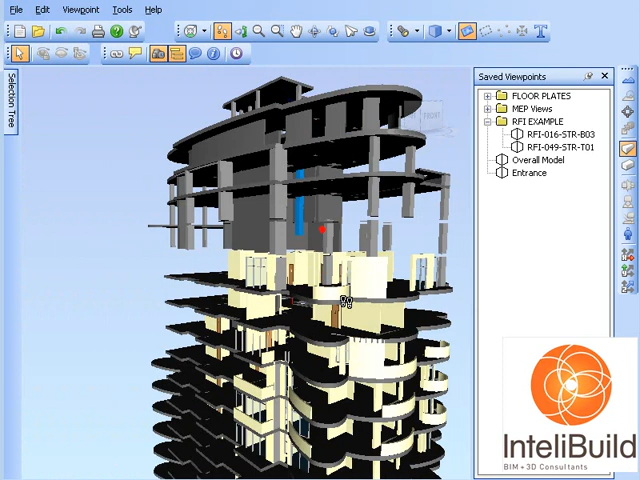 File Edit Viewpoint Tools Help
Selection Tree
Saved Viewpoints
FLOOR PLATES
MEP Views
RFI EXAMPLE
RFI-016-STR-B03
RFI-049-STR-T01
Overall Model
Entrance
FRONT
InteliBuild
BIM + 3D Consultants